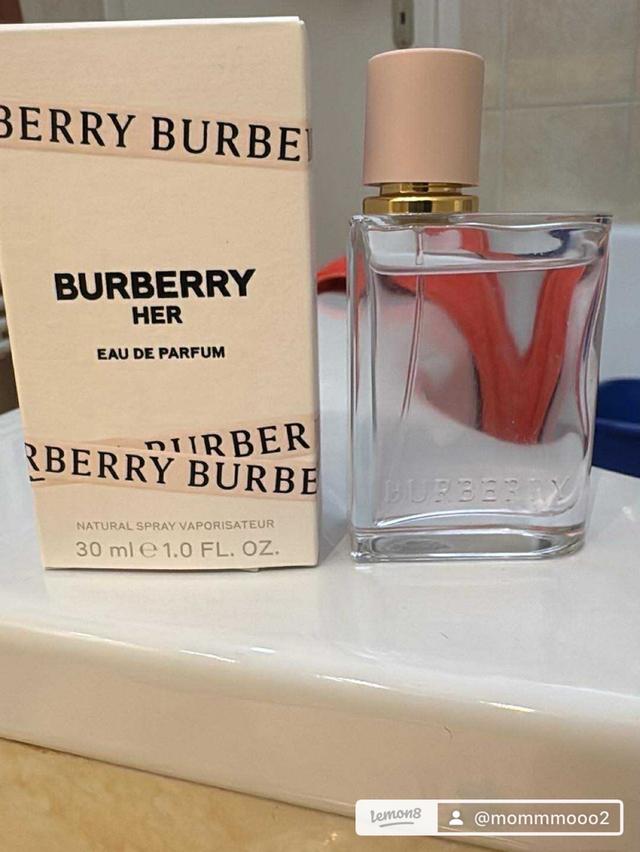 BERRY BURBE
BURBERRY
HER
EAU DE PARFUM
BURBER
RBERRY BURBE
NATURAL SPRAY VAPORISATEUR
30 ml ℮ 1.0 FL. OZ.
BURBERRY
lemon8 @mommmooo2